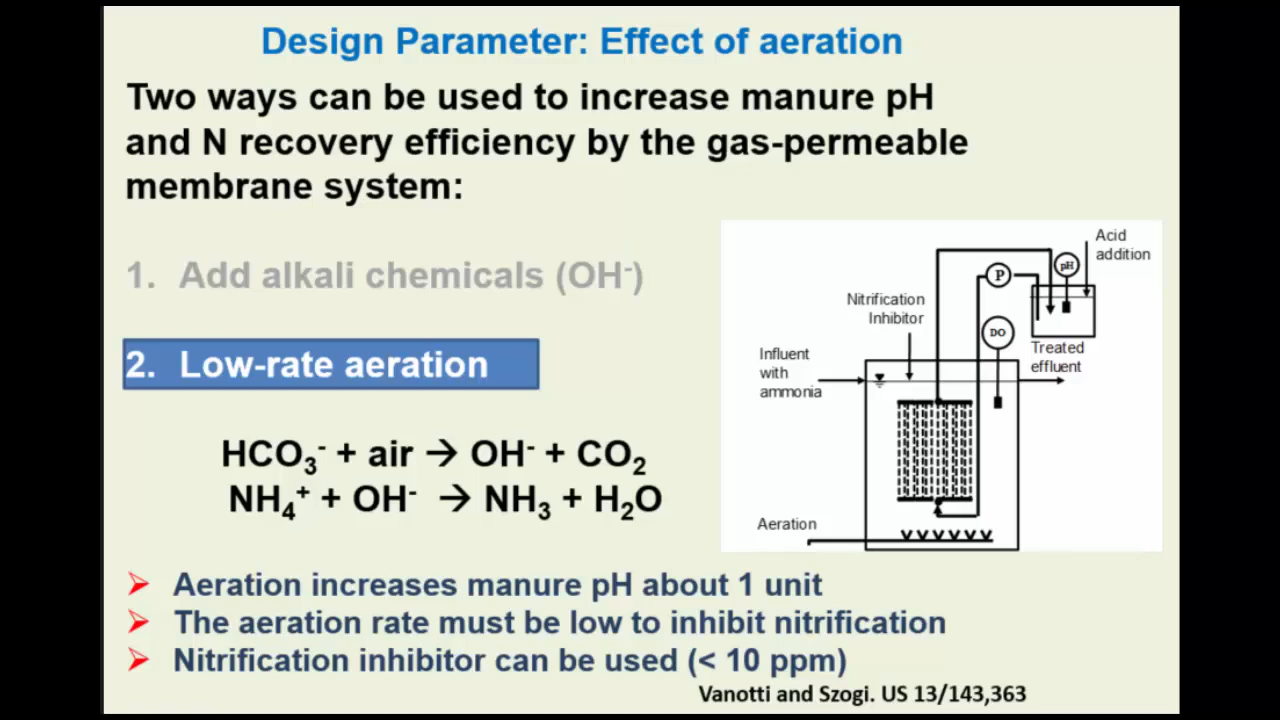 Design Parameter: Effect of aeration
Two ways can be used to increase manure pH
and N recovery efficiency by the gas-permeable
membrane system:
1. Add alkali chemicals (OH⁻)
2. Low-rate aeration
HCO₃⁻ + air → OH⁻ + CO₂
NH₄⁺ + OH⁻ → NH₃ + H₂O
Acid
addition
pH
P
Nitrification
Inhibitor
DO
Treated
effluent
Influent
with
ammonia
Aeration
Aeration increases manure pH about 1 unit
The aeration rate must be low to inhibit nitrification
Nitrification inhibitor can be used (< 10 ppm)
Vanotti and Szogi. US 13/143,363